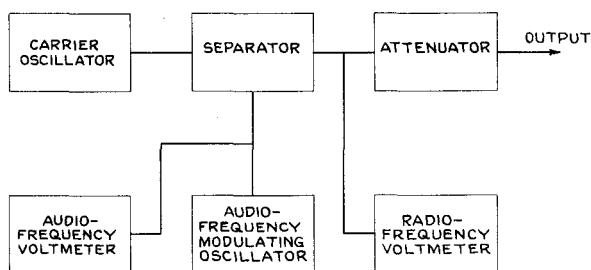 CARRIER
OSCILLATOR
SEPARATOR
ATTENUATOR
OUTPUT
AUDIO-
FREQUENCY
VOLTMETER
AUDIO-
FREQUENCY
MODULATING
OSCILLATOR
RADIO-
FREQUENCY
VOLTMETER